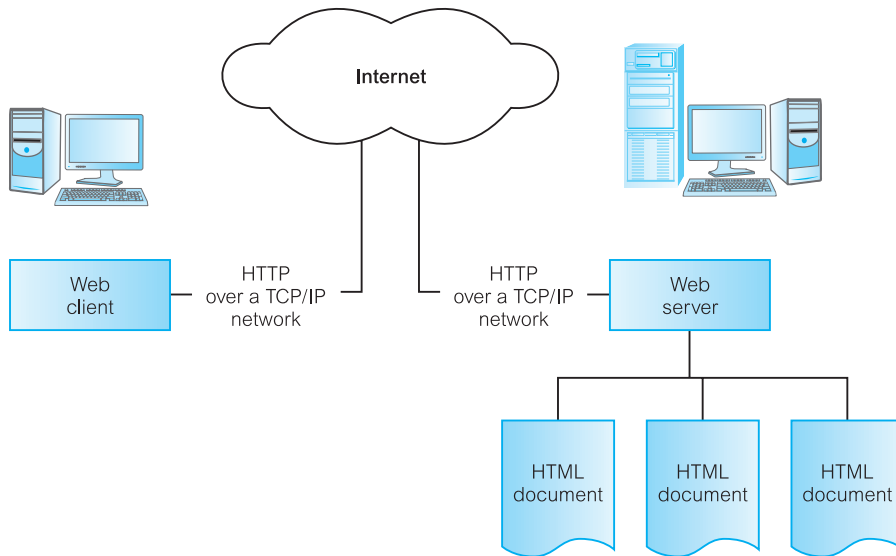 Internet
Web
client
HTTP
over a TCP/IP
network
HTTP
over a TCP/IP
network
Web
server
HTML
document
HTML
document
HTML
document